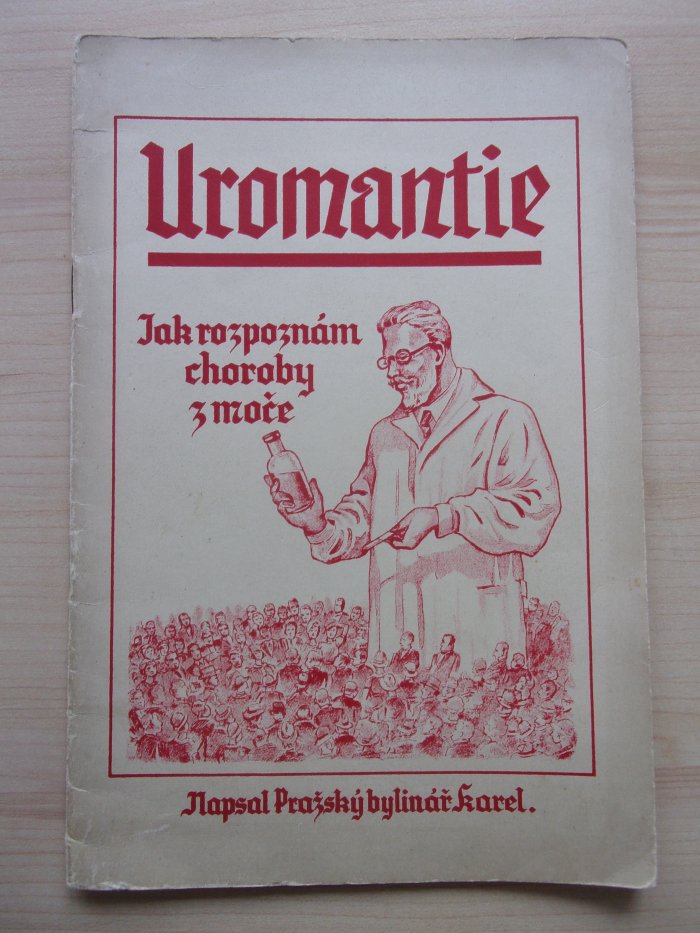 Uromantie
Jak rozpoznám
choroby
z moče
Napsal Pražský bylinář Karel.